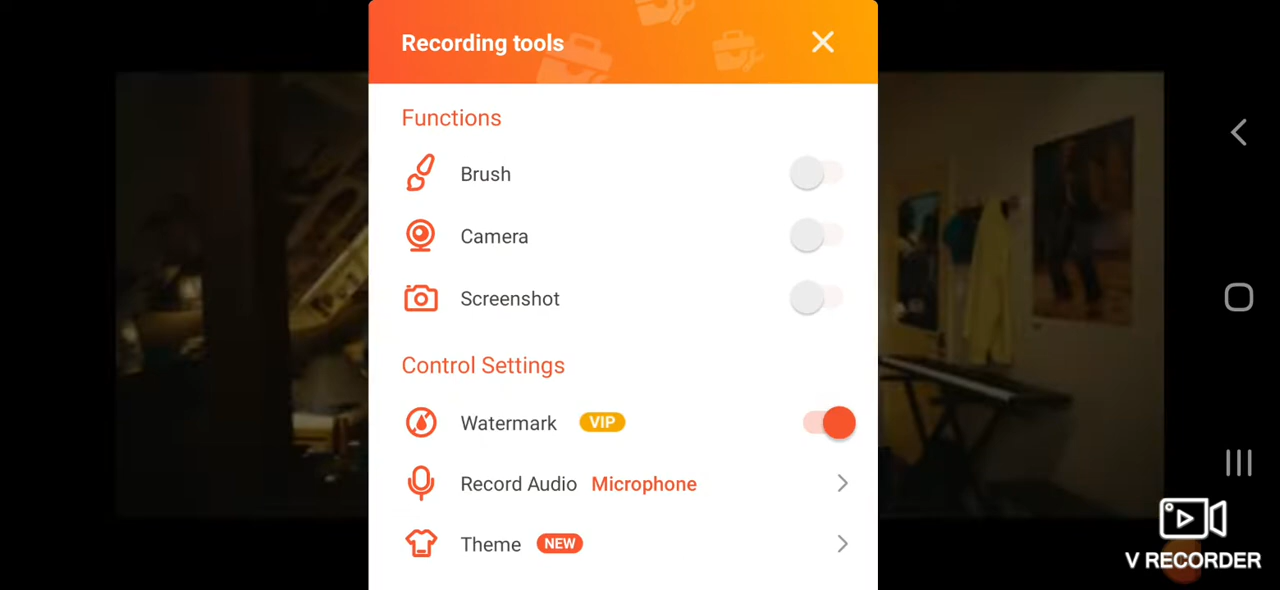 Recording tools
Functions
Brush
Camera
Screenshot
Control Settings
Watermark VIP
Record Audio Microphone
Theme NEW
V RECORDER